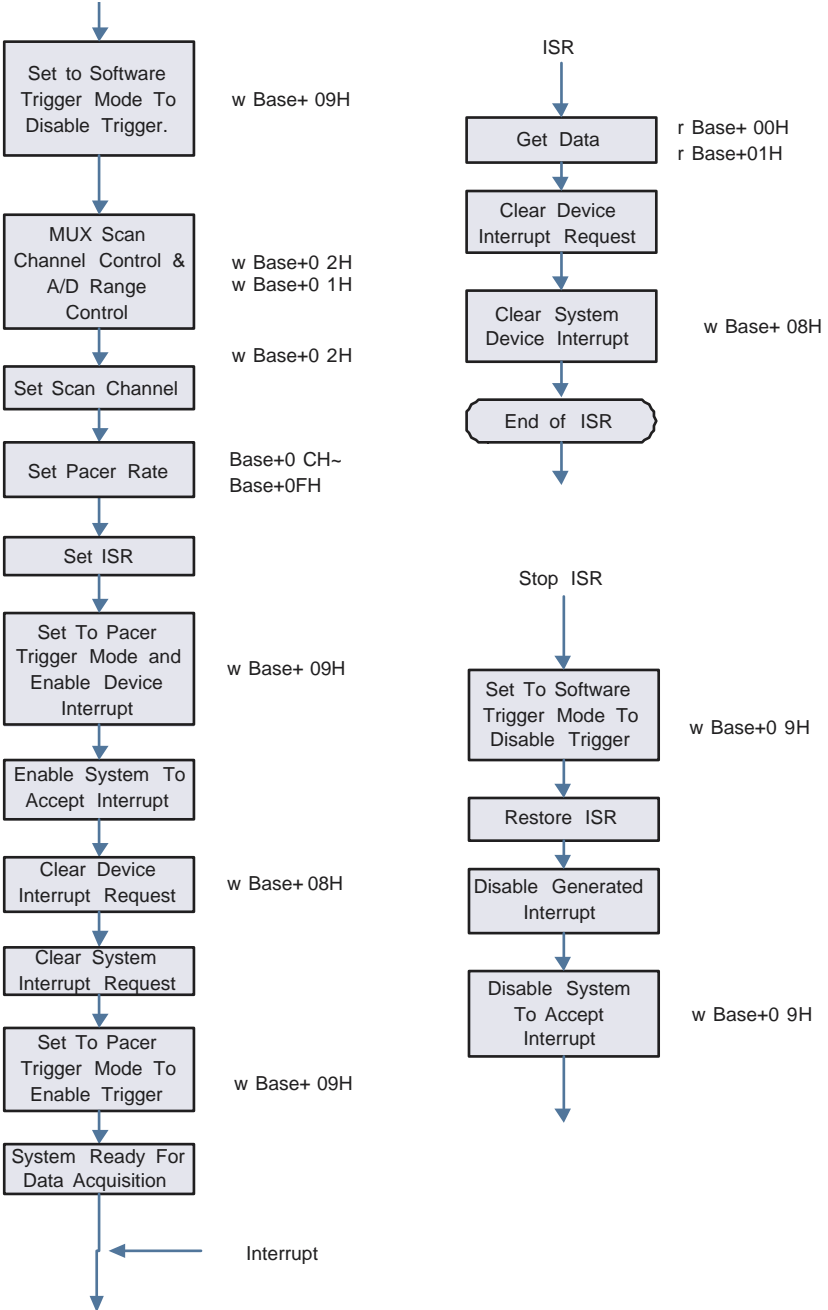 Set to Software
Trigger Mode To
Disable Trigger.
w Base+ 09H
MUX Scan
Channel Control &
A/D Range
Control
w Base+0 2H
w Base+0 1H
w Base+0 2H
Set Scan Channel
Set Pacer Rate
Base+0 CH~
Base+0FH
Set ISR
Set To Pacer
Trigger Mode and
Enable Device
Interrupt
w Base+ 09H
Enable System To
Accept Interrupt
Clear Device
Interrupt Request
w Base+ 08H
Clear System
Interrupt Request
Set To Pacer
Trigger Mode To
Enable Trigger
w Base+ 09H
System Ready For
Data Acquisition
Interrupt
ISR
Get Data
r Base+ 00H
r Base+01H
Clear Device
Interrupt Request
Clear System
Device Interrupt
w Base+ 08H
End of ISR
Stop ISR
Set To Software
Trigger Mode To
Disable Trigger
w Base+0 9H
Restore ISR
Disable Generated
Interrupt
Disable System
To Accept
Interrupt
w Base+0 9H